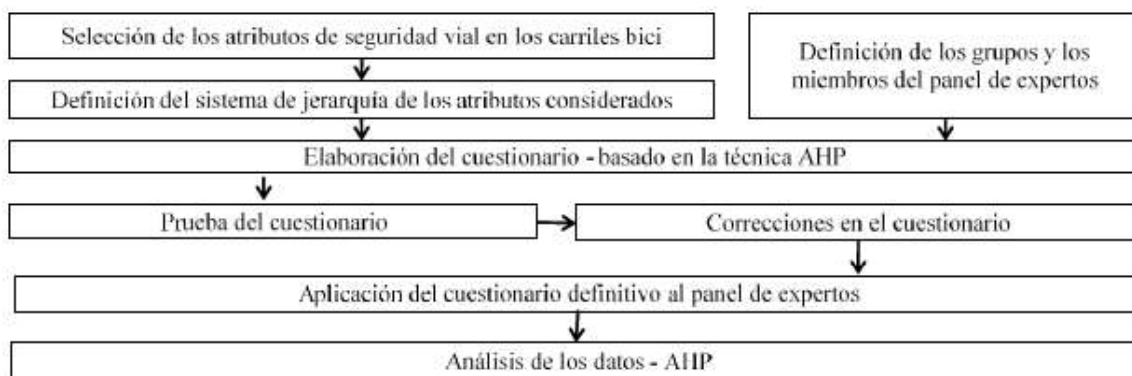 Selección de los atributos de seguridad vial en los carriles bici
Definición del sistema de jerarquía de los atributos considerados
Definición de los grupos y los
miembros del panel de expertos
Elaboración del cuestionario - basado en la técnica AHP
Prueba del cuestionario
Correcciones en el cuestionario
Aplicación del cuestionario definitivo al panel de expertos
Análisis de los datos - AHP